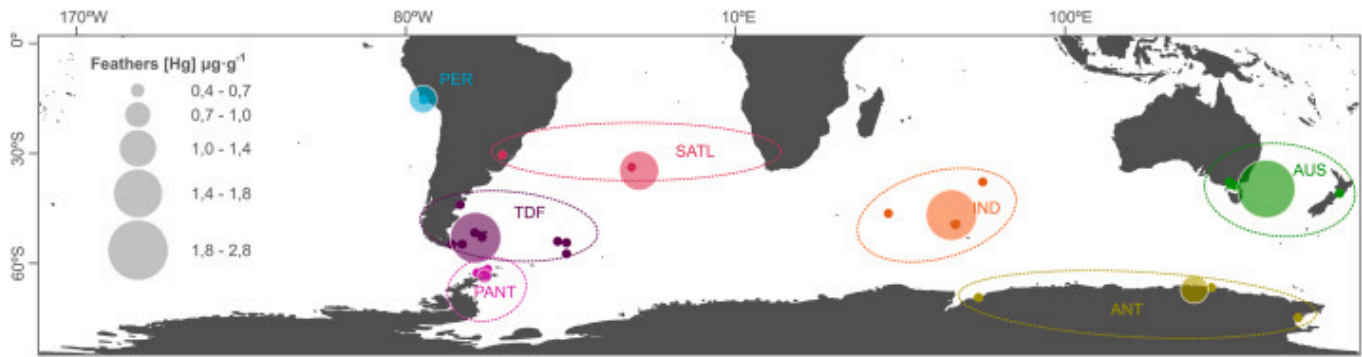 170ºW 80ºW 10ºE 100ºE
0º
30ºS
60ºS
Feathers [Hg] µg·g⁻¹
0,4 - 0,7
0,7 - 1,0
1,0 - 1,4
1,4 - 1,8
1,8 - 2,8
PER
SATL
AUS
TDF
IND
PANT
ANT